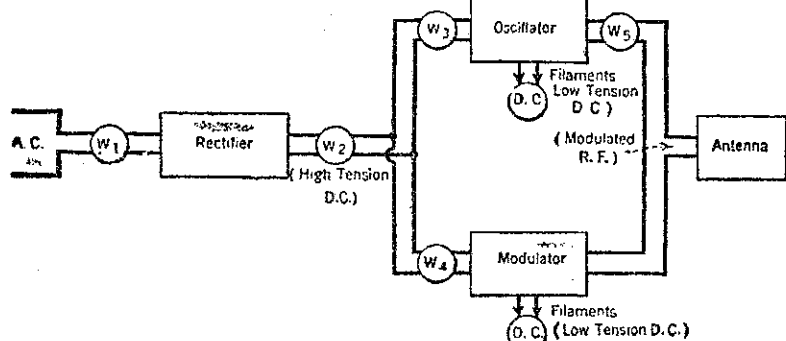 W3
Oscillator
W5
Filaments
Low Tension
D C )
D. C
A. C.
W1
Rectifier
W2
( High Tension
D.C.)
( Modulated
R. F. )
Antenna
W4
Modulator
Filaments
( Low Tension D.C. )
D. C.